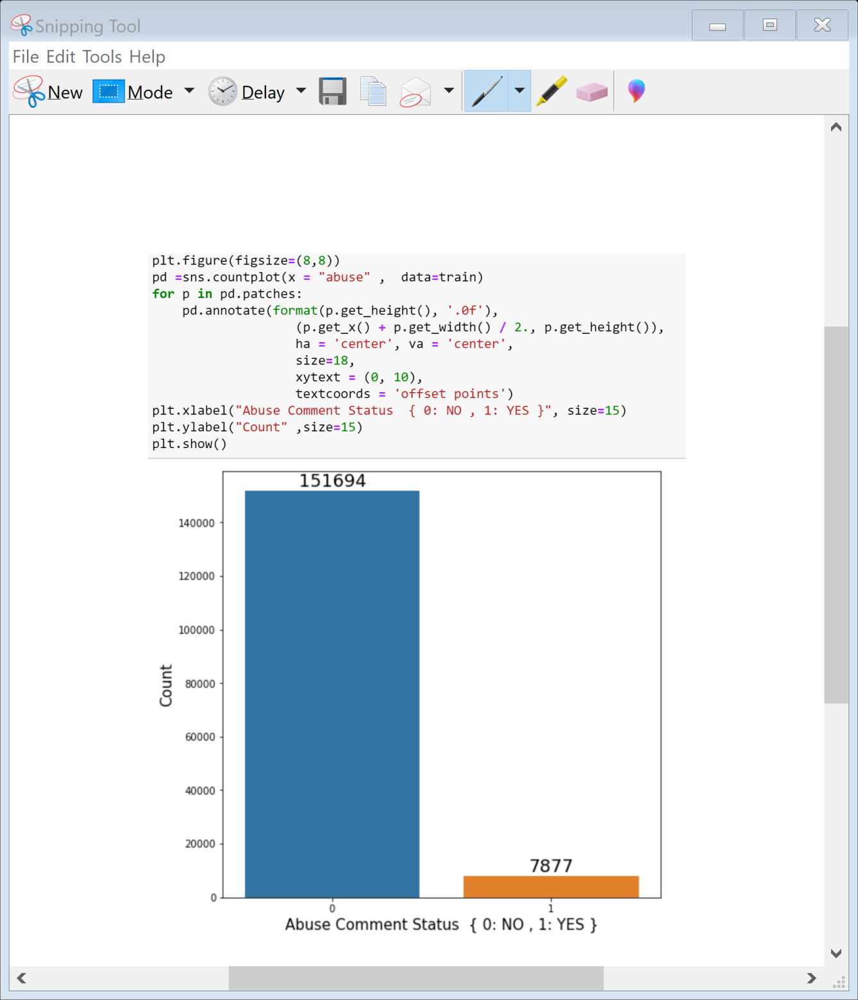 Snipping Tool
File Edit Tools Help
New Mode Delay
plt.figure(figsize=(8,8))
pd =sns.countplot(x = "abuse" ,  data=train)
for p in pd.patches:
    pd.annotate(format(p.get_height(), '.0f'),
                   (p.get_x() + p.get_width() / 2., p.get_height()),
                   ha = 'center', va = 'center',
                   size=18,
                   xytext = (0, 10),
                   textcoords = 'offset points')
plt.xlabel("Abuse Comment Status  { 0: NO , 1: YES }", size=15)
plt.ylabel("Count" ,size=15)
plt.show()
151694
140000
120000
100000
80000
60000
40000
20000
0
Count
7877
0 1
Abuse Comment Status  { 0: NO , 1: YES }